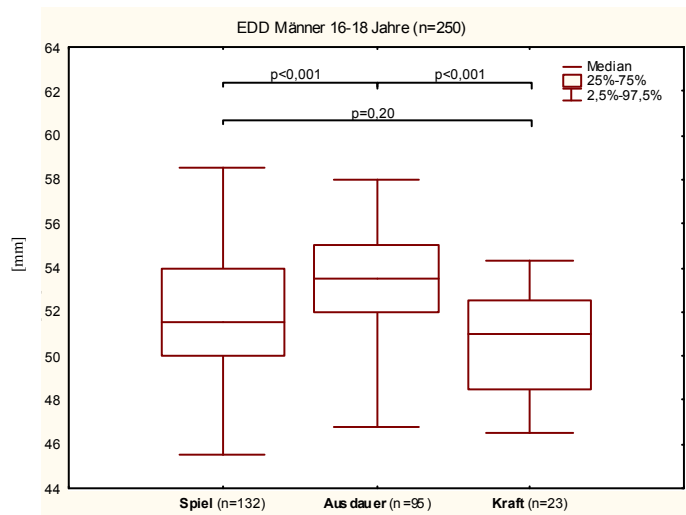 EDD Männer 16-18 Jahre (n=250)
64
62
60
58
56
54
52
50
48
46
44
[mm]
p<0,001
p<0,001
p=0,20
Median
25%-75%
2,5%-97,5%
Spiel (n=132)
Ausdauer (n=95)
Kraft (n=23)